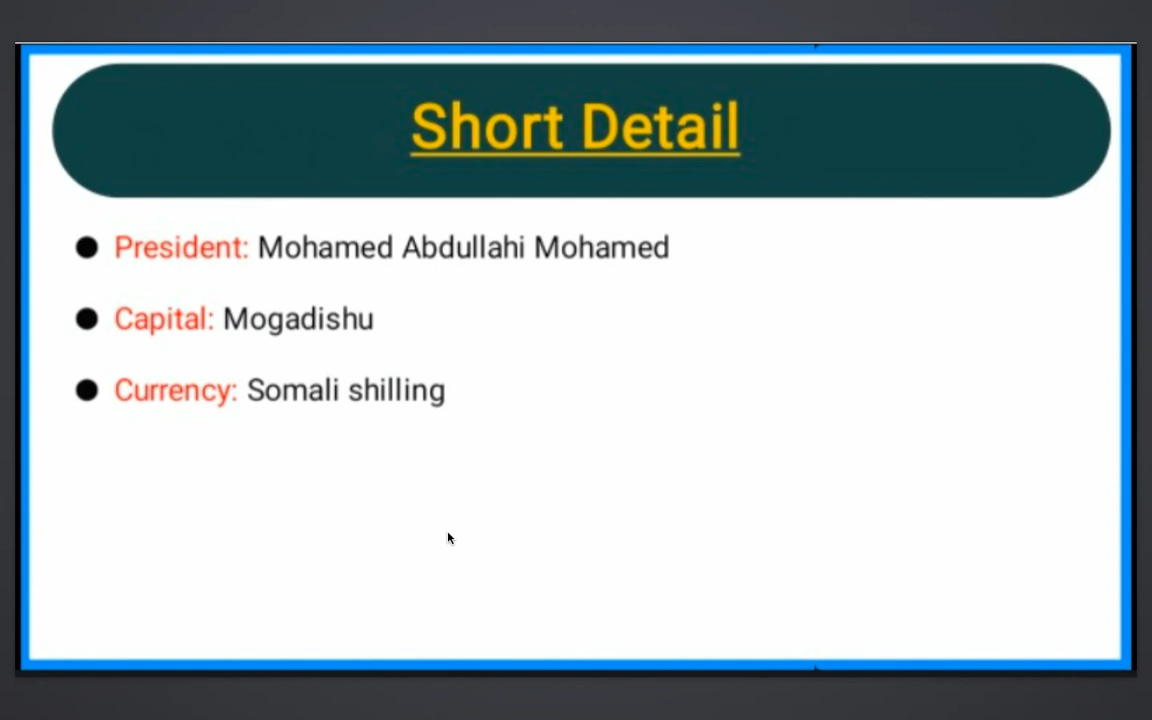 Short Detail
President: Mohamed Abdullahi Mohamed
Capital: Mogadishu
Currency: Somali shilling